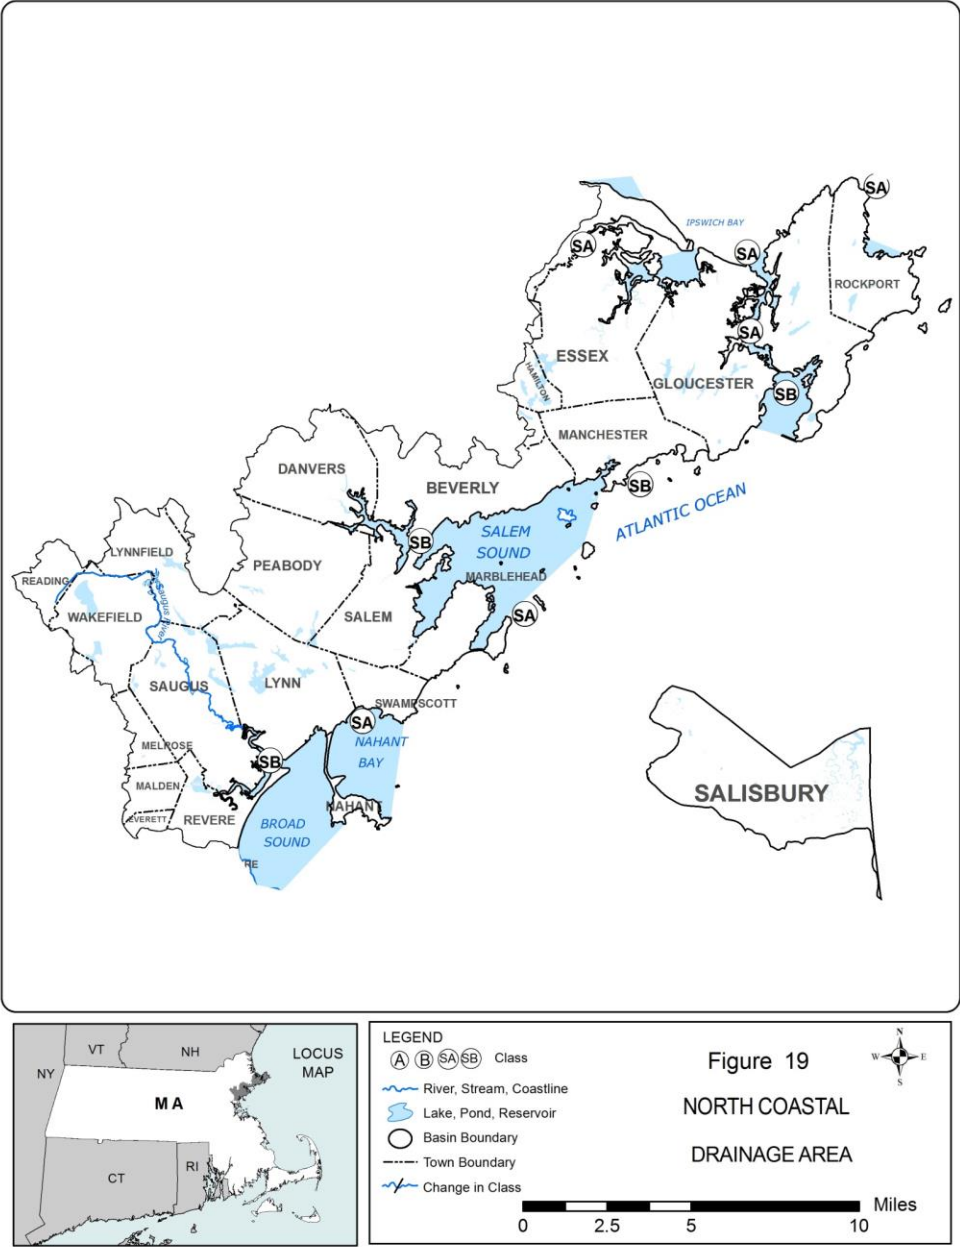 SA
IPSWICH BAY
SA
SA
ROCKPORT
SA
ESSEX
HAMILTON
GLOUCESTER
SB
MANCHESTER
DANVERS
BEVERLY
SB
ATLANTIC OCEAN
SALEM
SOUND
SB
LYNNFIELD
PEABODY
MARBLEHEAD
READING
Saugus River
WAKEFIELD
SALEM
SA
SAUGUS
LYNN
SWAMPSCOTT
SA
NAHANT
BAY
MELROSE
SB
MALDEN
SALISBURY
NAHANT
EVERETT
REVERE
BROAD
SOUND
RE
LEGEND
A B SA SB Class
River, Stream, Coastline
Lake, Pond, Reservoir
Basin Boundary
Town Boundary
Change in Class
Figure 19
NORTH COASTAL
DRAINAGE AREA
N
W E
S
Miles
0 2.5 5 10
VT
NH
LOCUS
MAP
NY
MA
CT
RI